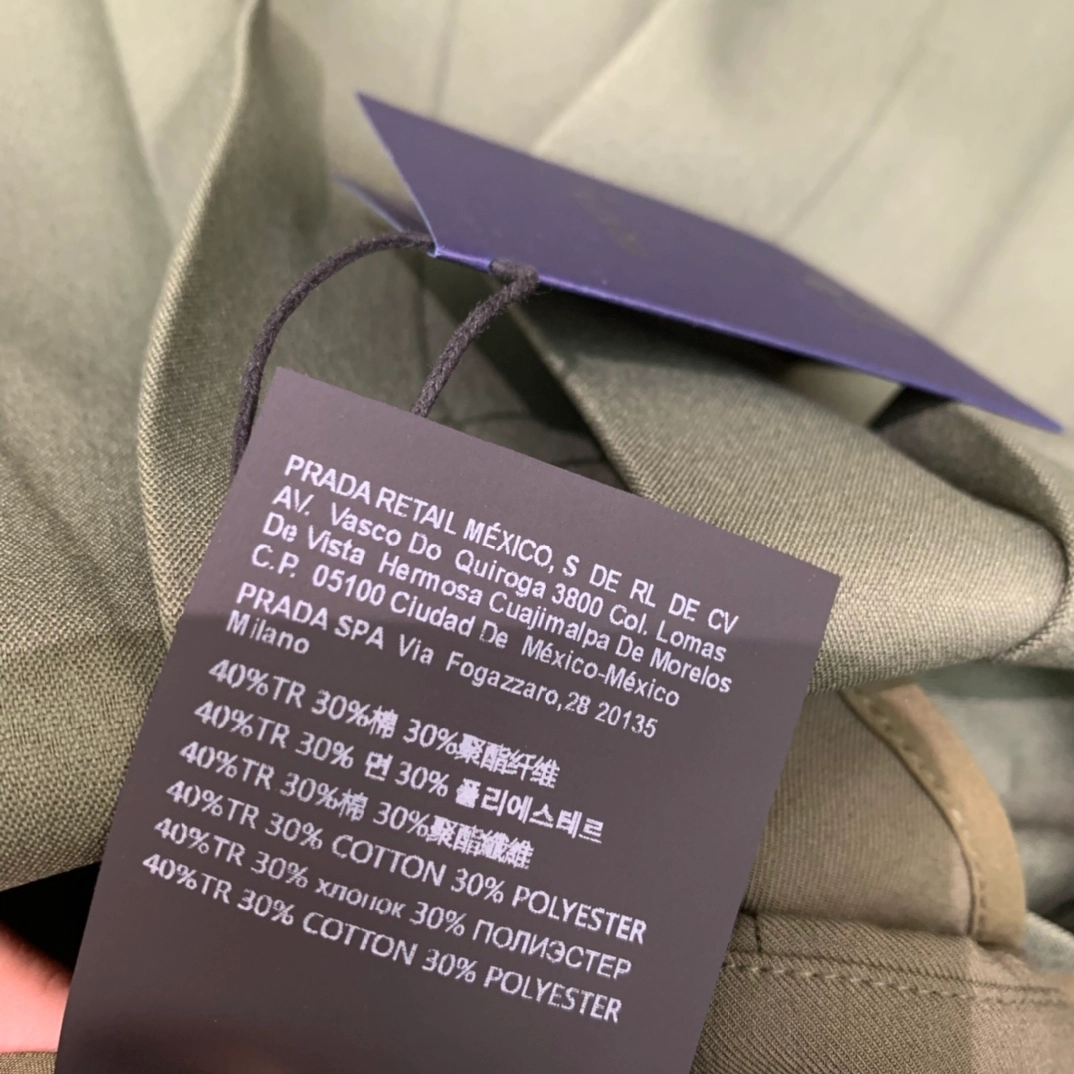 PRADA RETAIL MÉXICO, S DE RL DE CV
AV. Vasco Do Quiroga 3800 Col. Lomas
De Vista Hermosa Cuajimalpa De Morelos
C.P. 05100 Ciudad De México-México
PRADA SPA Via Fogazzaro,28 20135
Milano
40%TR 30%棉 30%聚酯纤维
40%TR 30% 면 30% 폴리에스테르
40%TR 30%棉 30%聚酯纖維
40%TR 30% COTTON 30% POLYESTER
40%TR 30% хлопок 30% ПОЛИЭСТЕР
40%TR 30% COTTON 30% POLYESTER